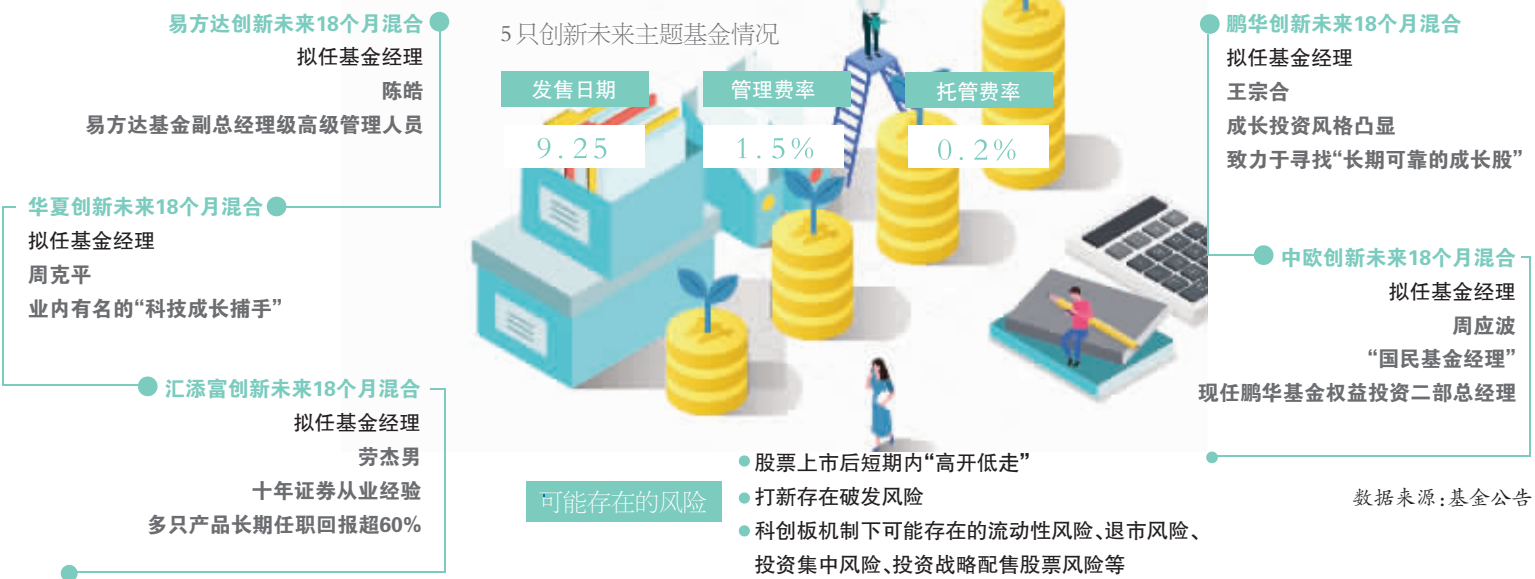 5只创新未来主题基金情况
发售日期
9.25
管理费率
1.5%
托管费率
0.2%
易方达创新未来18个月混合
拟任基金经理
陈皓
易方达基金副总经理级高级管理人员
华夏创新未来18个月混合
拟任基金经理
周克平
业内有名的“科技成长捕手”
汇添富创新未来18个月混合
拟任基金经理
劳杰男
十年证券从业经验
多只产品长期任职回报超60%
鹏华创新未来18个月混合
拟任基金经理
王宗合
成长投资风格凸显
致力于寻找“长期可靠的成长股”
中欧创新未来18个月混合
拟任基金经理
周应波
“国民基金经理”
现任鹏华基金权益投资二部总经理
可能存在的风险
股票上市后短期内“高开低走”
打新存在破发风险
科创板机制下可能存在的流动性风险、退市风险、
投资集中风险、投资战略配售股票风险等
数据来源:基金公告